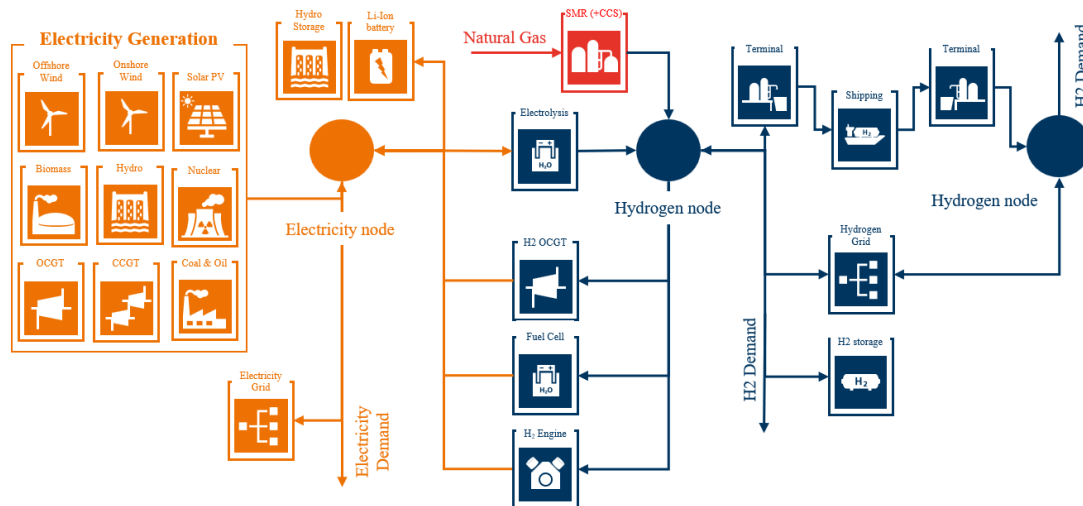 Electricity Generation
Offshore
Wind
Onshore
Wind
Solar PV
Biomass
Hydro
Nuclear
OCGT
CCGT
Coal & Oil
Hydro
Storage
Li-Ion
battery
Natural Gas
SMR (+CCS)
Electrolysis
H₂O
Electricity node
Hydrogen node
H2 OCGT
Fuel Cell
H₂O
H₂ Engine
Electricity
Grid
Electricity
Demand
Terminal
Shipping
H₂
Terminal
H2 Demand
Hydrogen node
Hydrogen
Grid
H2 storage
H₂
H2 Demand